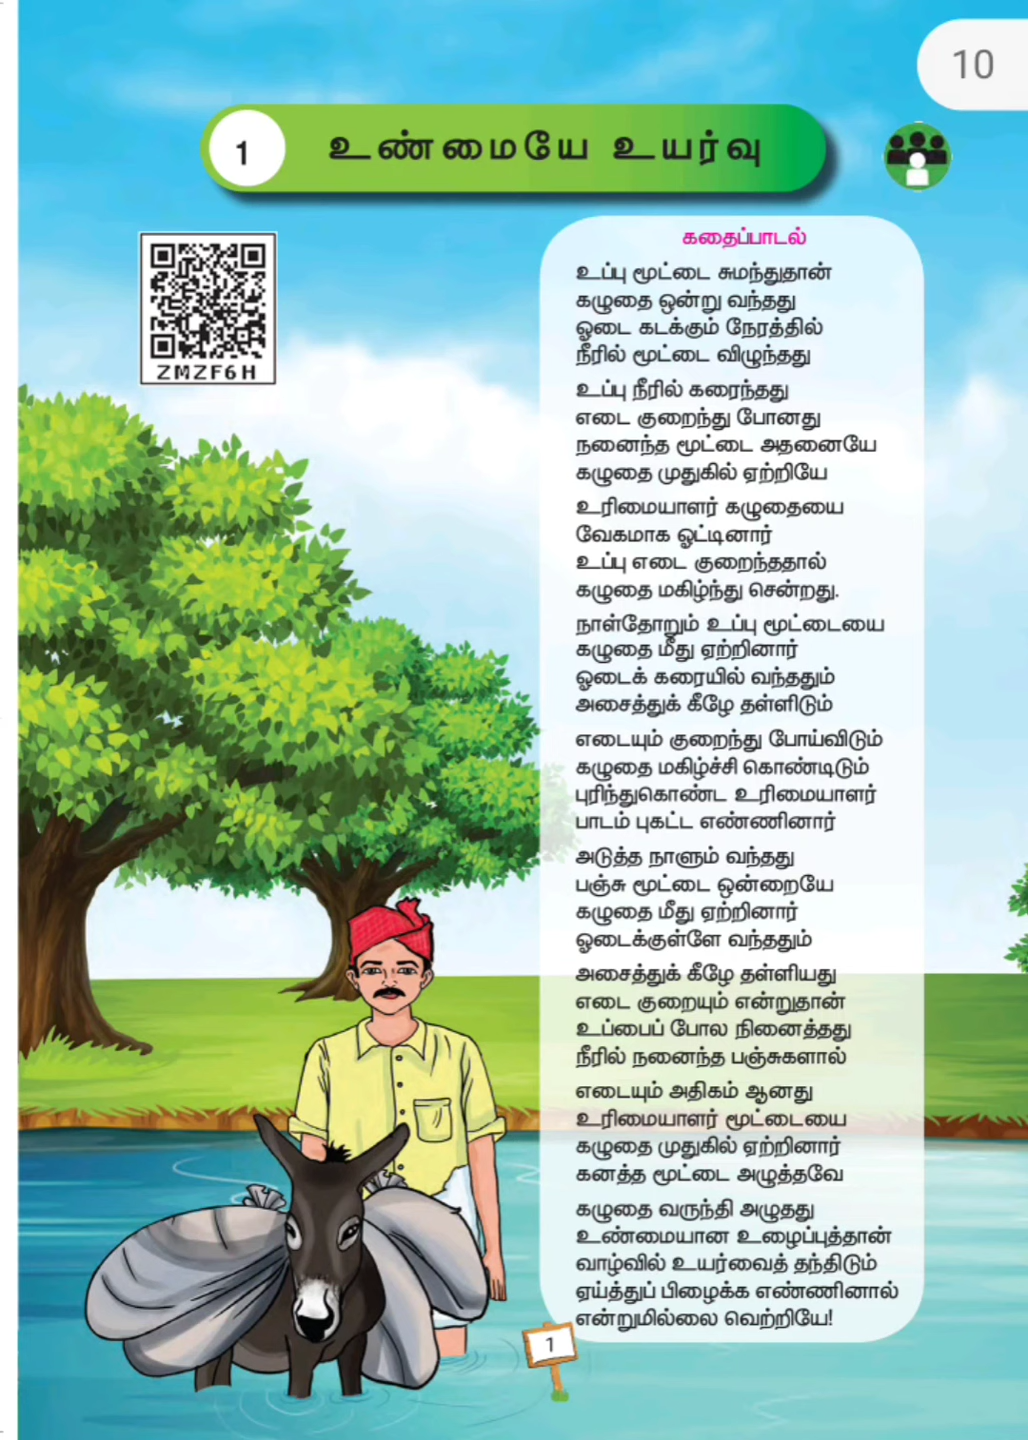 10
1
உண்மையே உயர்வு
ZMZF6H
கதைப்பாடல்
உப்பு மூட்டை சுமந்துதான்
கழுதை ஒன்று வந்தது
ஓடை கடக்கும் நேரத்தில்
நீரில் மூட்டை விழுந்தது
உப்பு நீரில் கரைந்தது
எடை குறைந்து போனது
நனைந்த மூட்டை அதனையே
கழுதை முதுகில் ஏற்றியே
உரிமையாளர் கழுதையை
வேகமாக ஓட்டினார்
உப்பு எடை குறைந்ததால்
கழுதை மகிழ்ந்து சென்றது.
நாள்தோறும் உப்பு மூட்டையை
கழுதை மீது ஏற்றினார்
ஓடைக் கரையில் வந்ததும்
அசைத்துக் கீழே தள்ளிடும்
எடையும் குறைந்து போய்விடும்
கழுதை மகிழ்ச்சி கொண்டிடும்
புரிந்துகொண்ட உரிமையாளர்
பாடம் புகட்ட எண்ணினார்
அடுத்த நாளும் வந்தது
பஞ்சு மூட்டை ஒன்றையே
கழுதை மீது ஏற்றினார்
ஓடைக்குள்ளே வந்ததும்
அசைத்துக் கீழே தள்ளியது
எடை குறையும் என்றுதான்
உப்பைப் போல நினைத்தது
நீரில் நனைந்த பஞ்சுகளால்
எடையும் அதிகம் ஆனது
உரிமையாளர் மூட்டையை
கழுதை முதுகில் ஏற்றினார்
கனத்த மூட்டை அழுத்தவே
கழுதை வருந்தி அழுதது
உண்மையான உழைப்புத்தான்
வாழ்வில் உயர்வைத் தந்திடும்
ஏய்த்துப் பிழைக்க எண்ணினால்
என்றுமில்லை வெற்றியே!
1